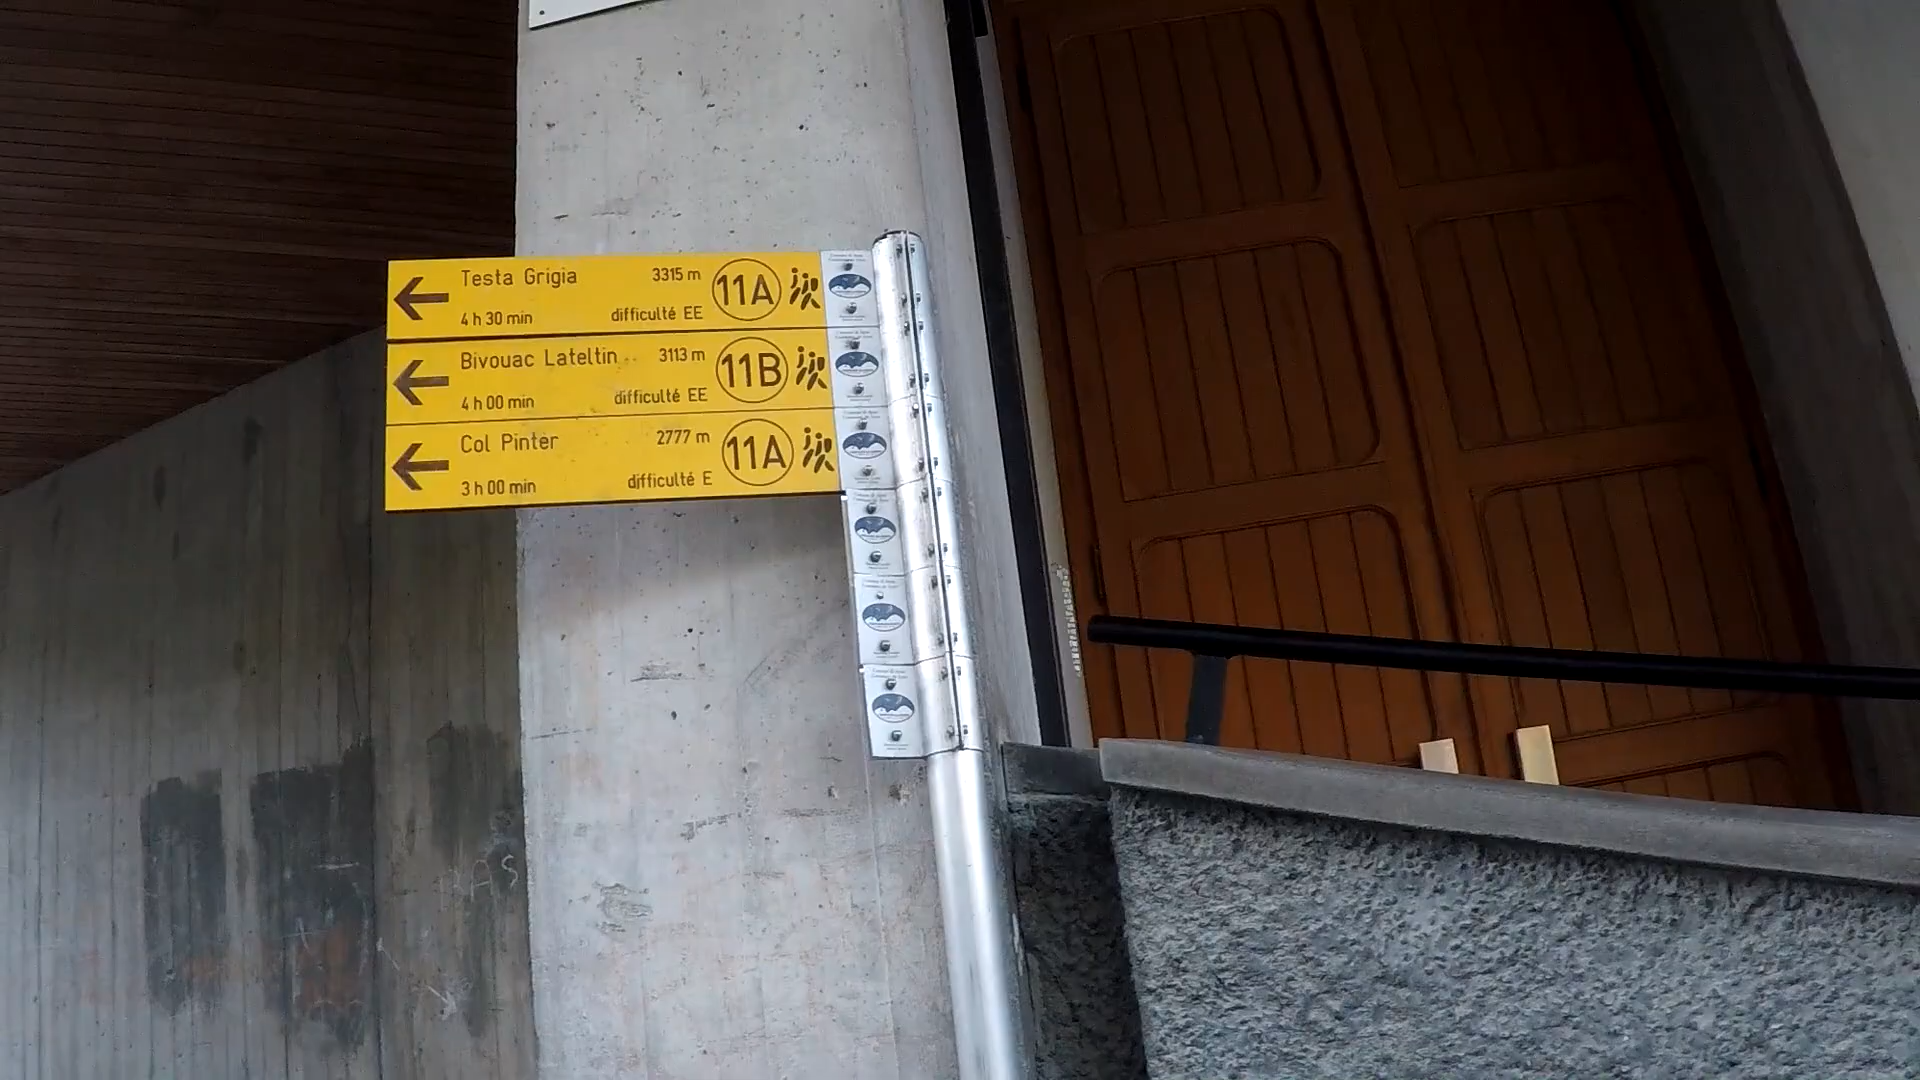 Testa Grigia 3315 m 11A
4 h 30 min difficulté EE
Bivouac Lateltin 3113 m 11B
4 h 00 min difficulté EE
Col Pinter 2777 m 11A
3 h 00 min difficulté E